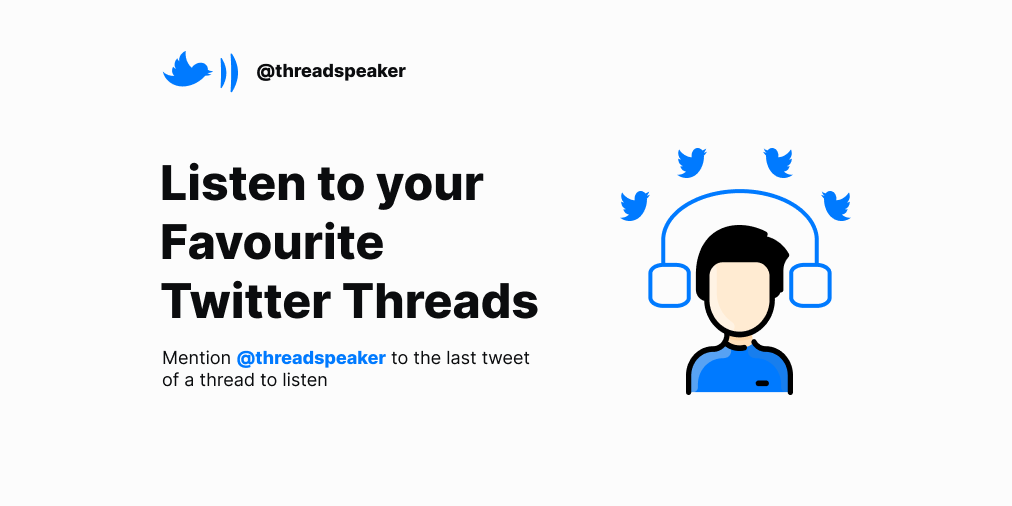 @threadspeaker
Listen to your
Favourite
Twitter Threads
Mention @threadspeaker to the last tweet
of a thread to listen